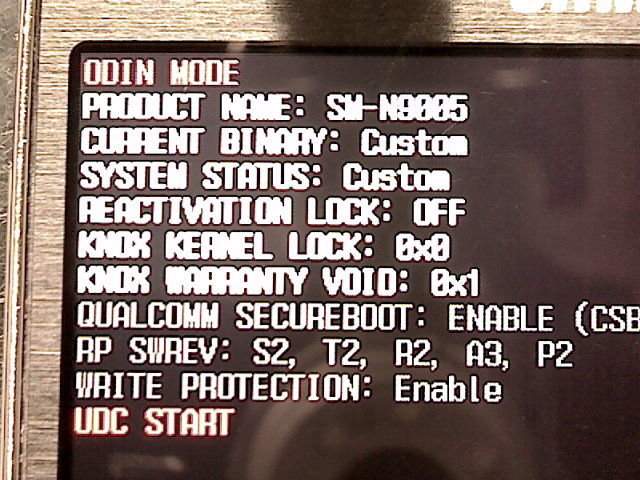 ODIN MODE
PRODUCT NAME: SM-N9005
CURRENT BINARY: Custom
SYSTEM STATUS: Custom
REACTIVATION LOCK: OFF
KNOX KERNEL LOCK: 0x0
KNOX WARRANTY VOID: 0x1
QUALCOMM SECUREBOOT: ENABLE (CSB
RP SWREV: S2, T2, R2, A3, P2
WRITE PROTECTION: Enable
UDC START